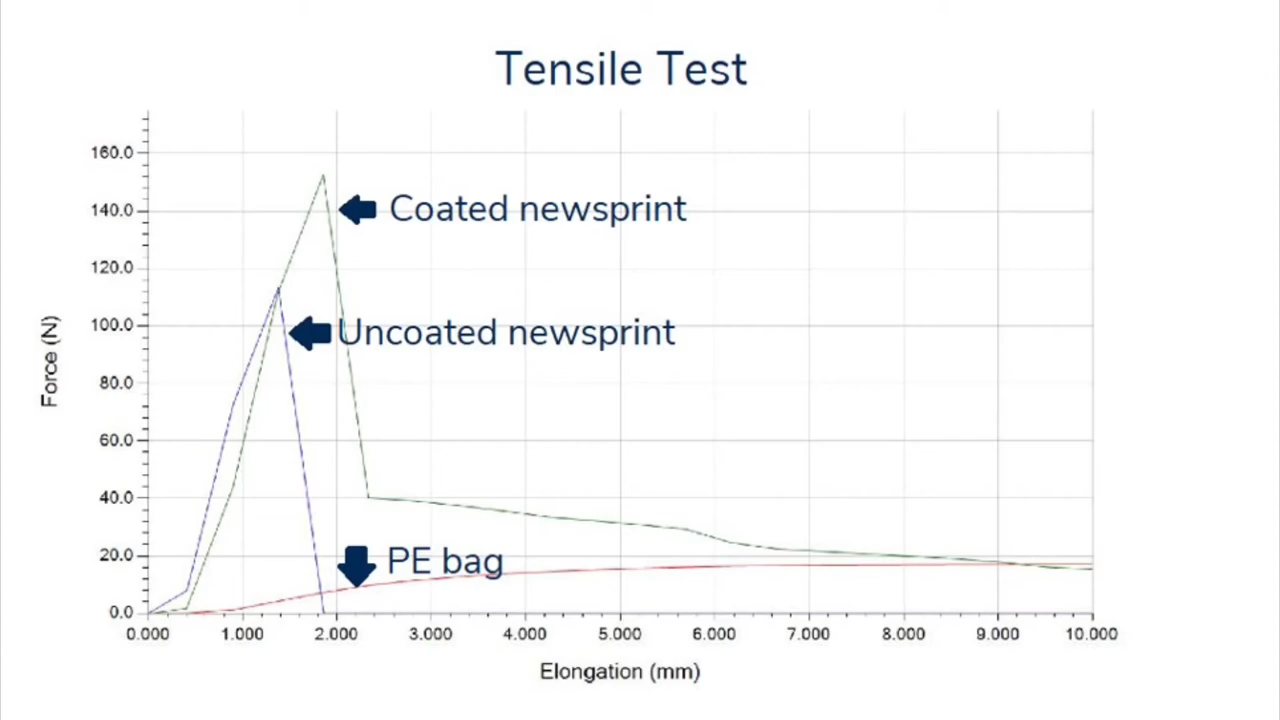 Tensile Test
160.0
140.0
120.0
100.0
80.0
60.0
40.0
20.0
0.0
Force (N)
Coated newsprint
Uncoated newsprint
PE bag
0.000 1.000 2.000 3.000 4.000 5.000 6.000 7.000 8.000 9.000 10.000
Elongation (mm)